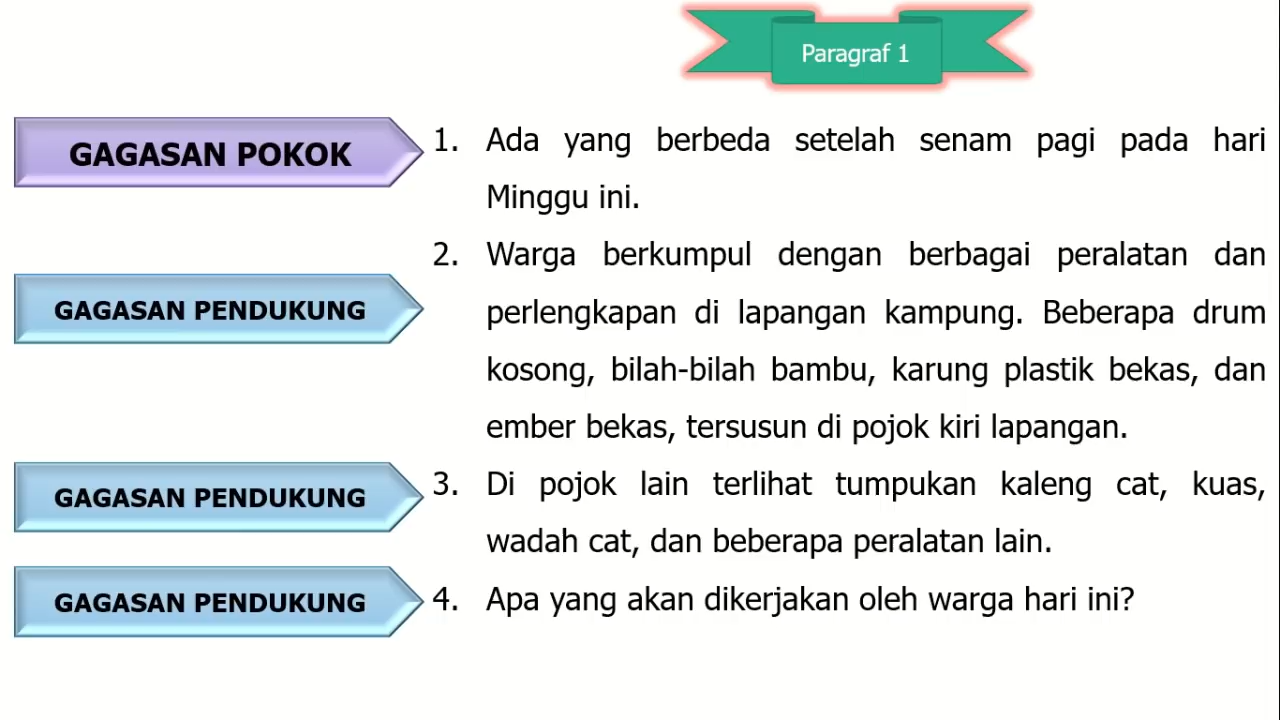 Paragraf 1
GAGASAN POKOK
1. Ada yang berbeda setelah senam pagi pada hari
Minggu ini.
GAGASAN PENDUKUNG
2. Warga berkumpul dengan berbagai peralatan dan
perlengkapan di lapangan kampung. Beberapa drum
kosong, bilah-bilah bambu, karung plastik bekas, dan
ember bekas, tersusun di pojok kiri lapangan.
GAGASAN PENDUKUNG
3. Di pojok lain terlihat tumpukan kaleng cat, kuas,
wadah cat, dan beberapa peralatan lain.
GAGASAN PENDUKUNG
4. Apa yang akan dikerjakan oleh warga hari ini?